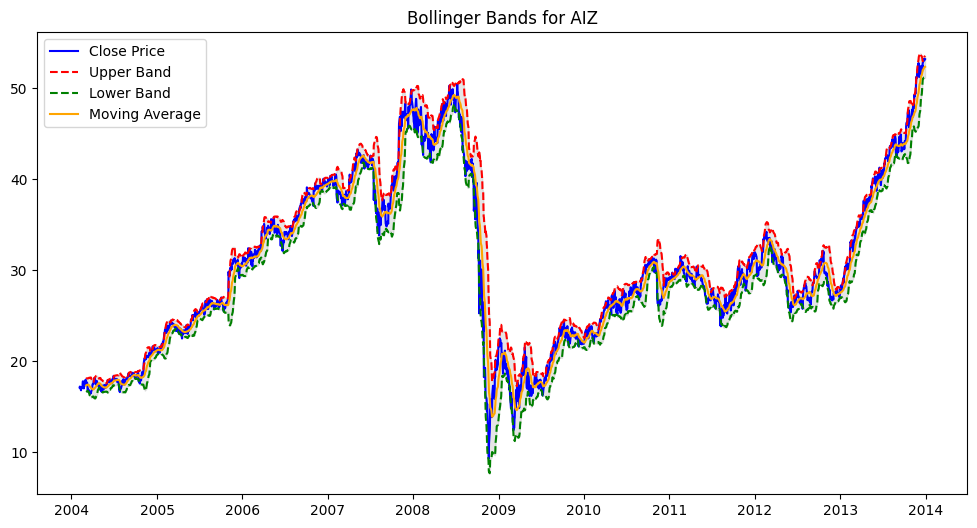 Bollinger Bands for AIZ
Close Price
Upper Band
Lower Band
Moving Average
50
40
30
20
10
2004 2005 2006 2007 2008 2009 2010 2011 2012 2013 2014